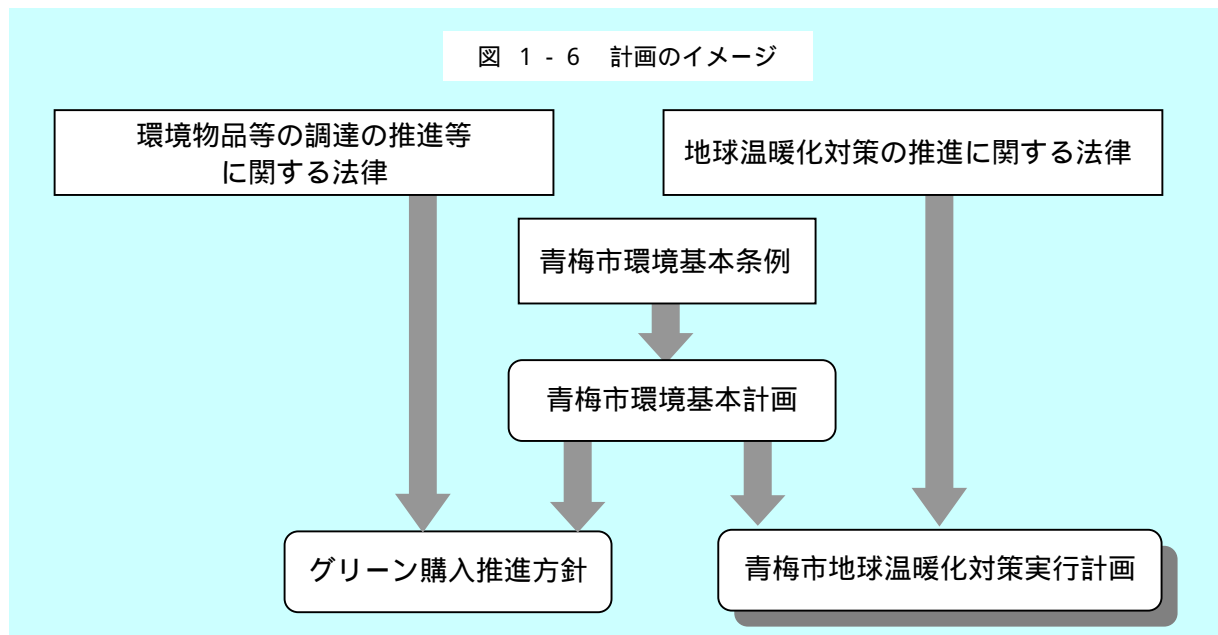 図 1 - 6 計画のイメージ
環境物品等の調達の推進等
に関する法律
地球温暖化対策の推進に関する法律
青梅市環境基本条例
青梅市環境基本計画
グリーン購入推進方針
青梅市地球温暖化対策実行計画